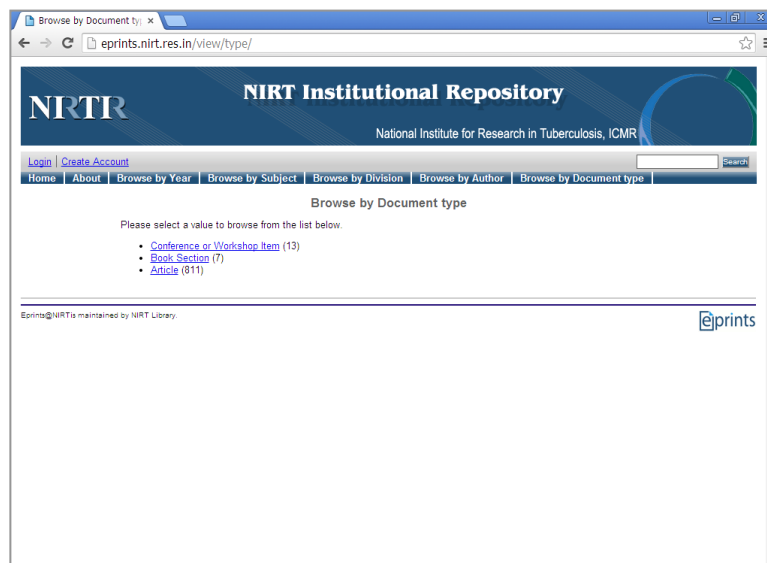 Browse by Document ty
eprints.nirt.res.in/view/type/
NIRTIR
NIRT Institutional Repository
National Institute for Research in Tuberculosis, ICMR
Login | Create Account
Search
Home | About | Browse by Year | Browse by Subject | Browse by Division | Browse by Author | Browse by Document type |
Browse by Document type
Please select a value to browse from the list below.
• Conference or Workshop Item (13)
• Book Section (7)
• Article (811)
Eprints@NIRTis maintained by NIRT Library.
eprints